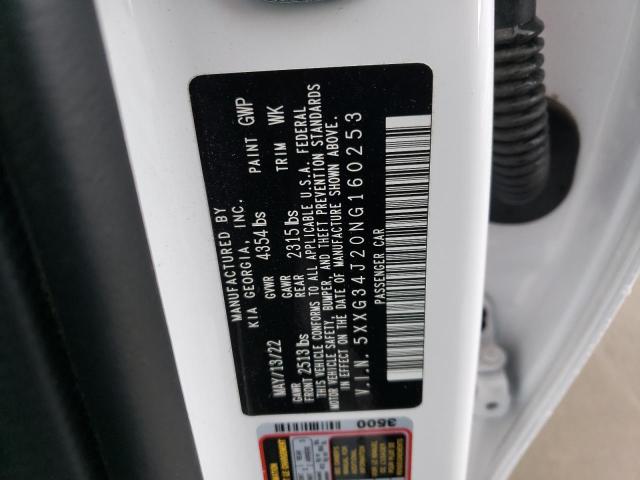 MANUFACTURED BY
KIA GEORGIA, INC.
MAY/13/22 GVWR 4354 lbs PAINT GWP
GAWR FRONT 2513 lbs GAWR REAR 2315 lbs TRIM WK
THIS VEHICLE CONFORMS TO ALL APPLICABLE U.S.A. FEDERAL
MOTOR VEHICLE SAFETY, BUMPER, AND THEFT PREVENTION STANDARDS
IN EFFECT ON THE DATE OF MANUFACTURE SHOWN ABOVE.
V.I.N. 5XXG34J20NG160253
PASSENGER CAR
3500